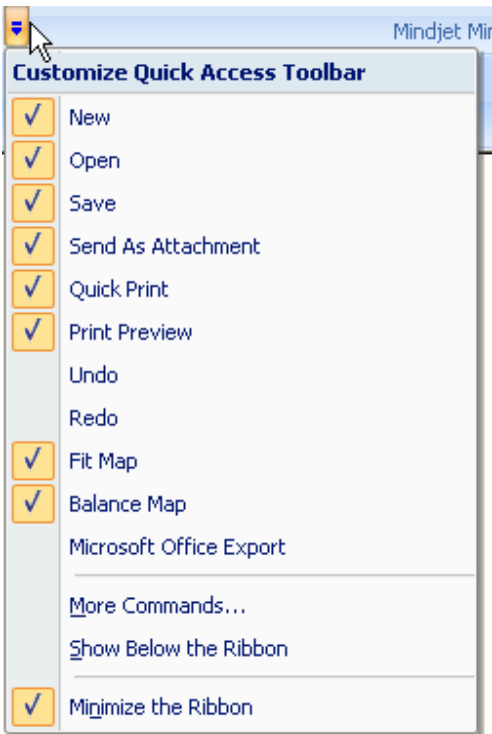 Mindjet
Customize Quick Access Toolbar
New
Open
Save
Send As Attachment
Quick Print
Print Preview
Undo
Redo
Fit Map
Balance Map
Microsoft Office Export
More Commands...
Show Below the Ribbon
Minimize the Ribbon